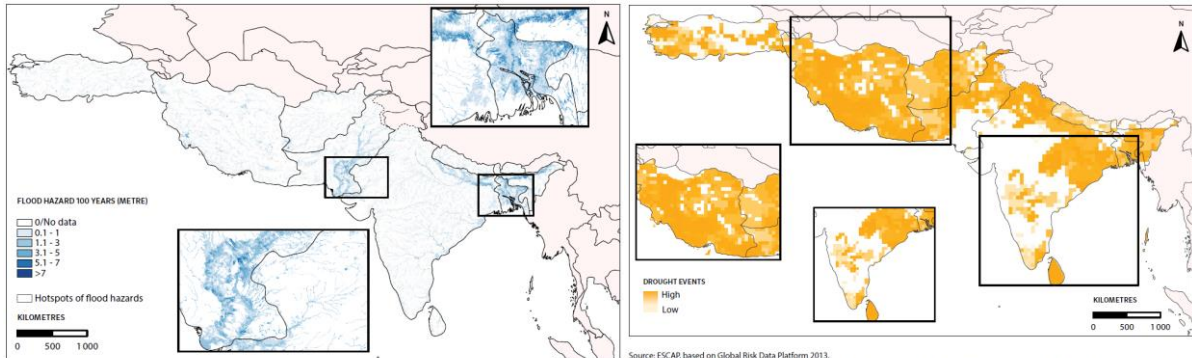 N
FLOOD HAZARD 100 YEARS (METRE)
0/No data
0.1 - 1
1.1 - 3
3.1 - 5
5.1 - 7
>7
Hotspots of flood hazards
KILOMETRES
0 500 1 000
N
DROUGHT EVENTS
High
Low
KILOMETRES
0 500 1 000
Source: ESCAP, based on Global Risk Data Platform 2013.